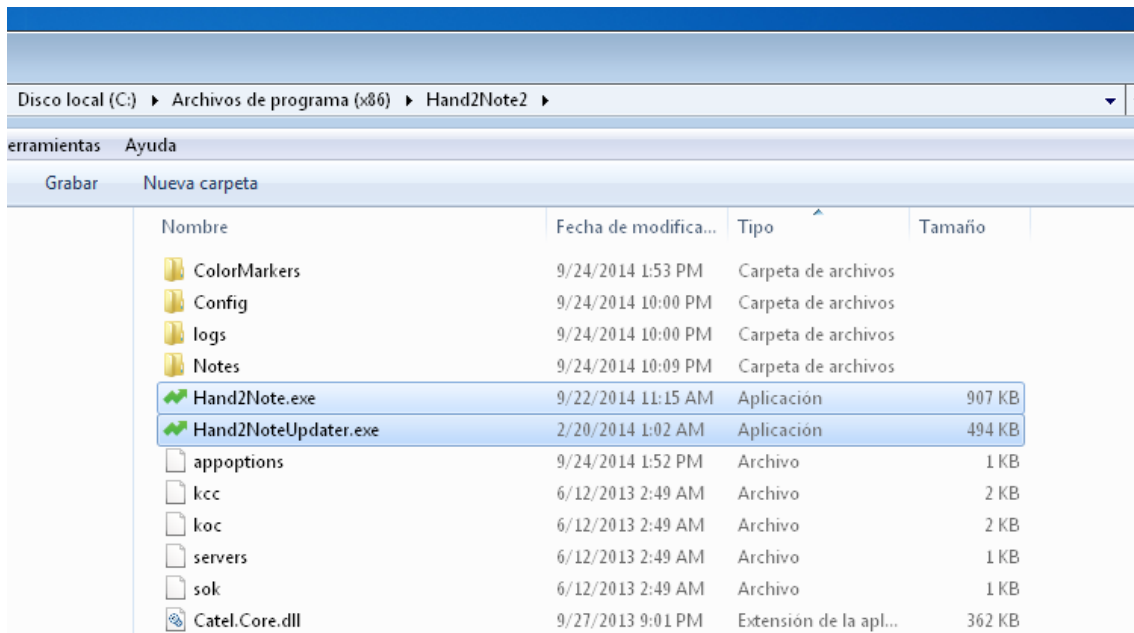 Disco local (C:) Archivos de programa (x86) Hand2Note2
erramientas Ayuda
Grabar Nueva carpeta
Nombre Fecha de modifica... Tipo Tamaño
ColorMarkers 9/24/2014 1:53 PM Carpeta de archivos
Config 9/24/2014 10:00 PM Carpeta de archivos
logs 9/24/2014 10:00 PM Carpeta de archivos
Notes 9/24/2014 10:09 PM Carpeta de archivos
Hand2Note.exe 9/22/2014 11:15 AM Aplicación 907 KB
Hand2NoteUpdater.exe 2/20/2014 1:02 AM Aplicación 494 KB
appoptions 9/24/2014 1:52 PM Archivo 1 KB
kcc 6/12/2013 2:49 AM Archivo 2 KB
koc 6/12/2013 2:49 AM Archivo 2 KB
servers 6/12/2013 2:49 AM Archivo 1 KB
sok 6/12/2013 2:49 AM Archivo 1 KB
Catel.Core.dll 9/27/2013 9:01 PM Extensión de la apl... 362 KB